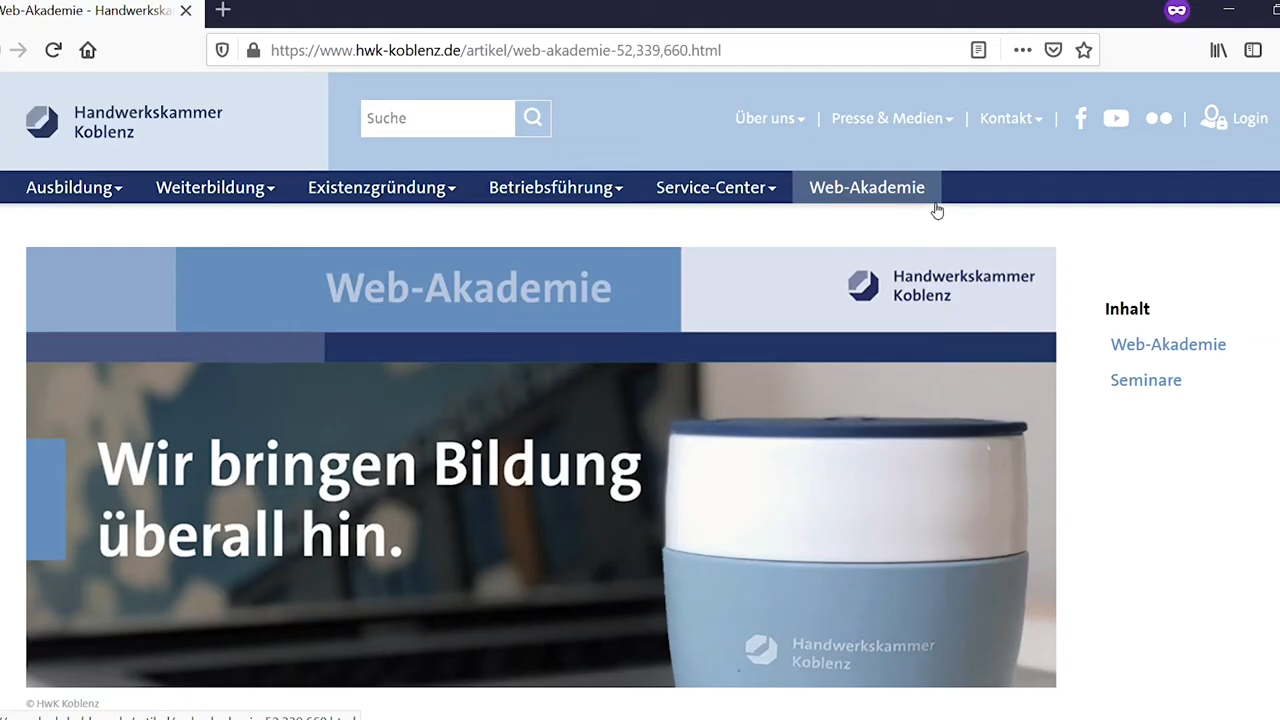 Web-Akademie - Handwerkska
https://www.hwk-koblenz.de/artikel/web-akademie-52,339,660.html
Handwerkskammer
Koblenz
Suche
Über uns
Presse & Medien
Kontakt
Login
Ausbildung
Weiterbildung
Existenzgründung
Betriebsführung
Service-Center
Web-Akademie
Web-Akademie
Handwerkskammer
Koblenz
Inhalt
Web-Akademie
Seminare
Wir bringen Bildung
überall hin.
Handwerkskammer
Koblenz
© HwK Koblenz